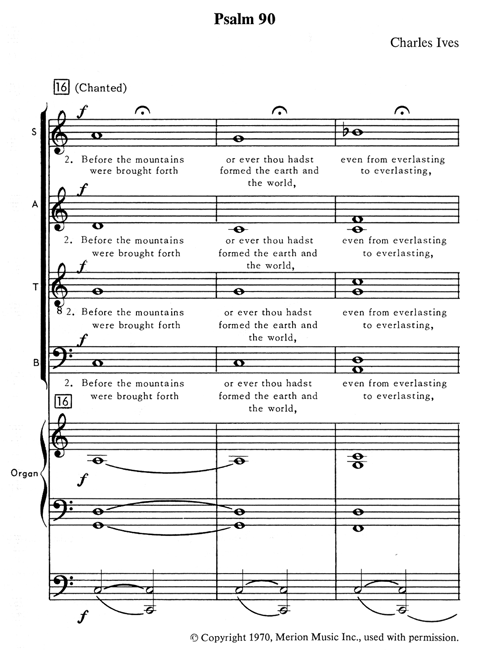 Psalm 90
Charles Ives
16 (Chanted)
f
S
2. Before the mountains or ever thou hadst even from everlasting
were brought forth formed the earth and to everlasting,
the world,
f
A
2. Before the mountains or ever thou hadst even from everlasting
were brought forth formed the earth and to everlasting,
the world,
f
T
8 2. Before the mountains or ever thou hadst even from everlasting
were brought forth formed the earth and to everlasting,
the world,
f
B
2. Before the mountains or ever thou hadst even from everlasting
were brought forth formed the earth and to everlasting,
the world,
16
Organ
f
f
© Copyright 1970, Merion Music Inc., used with permission.